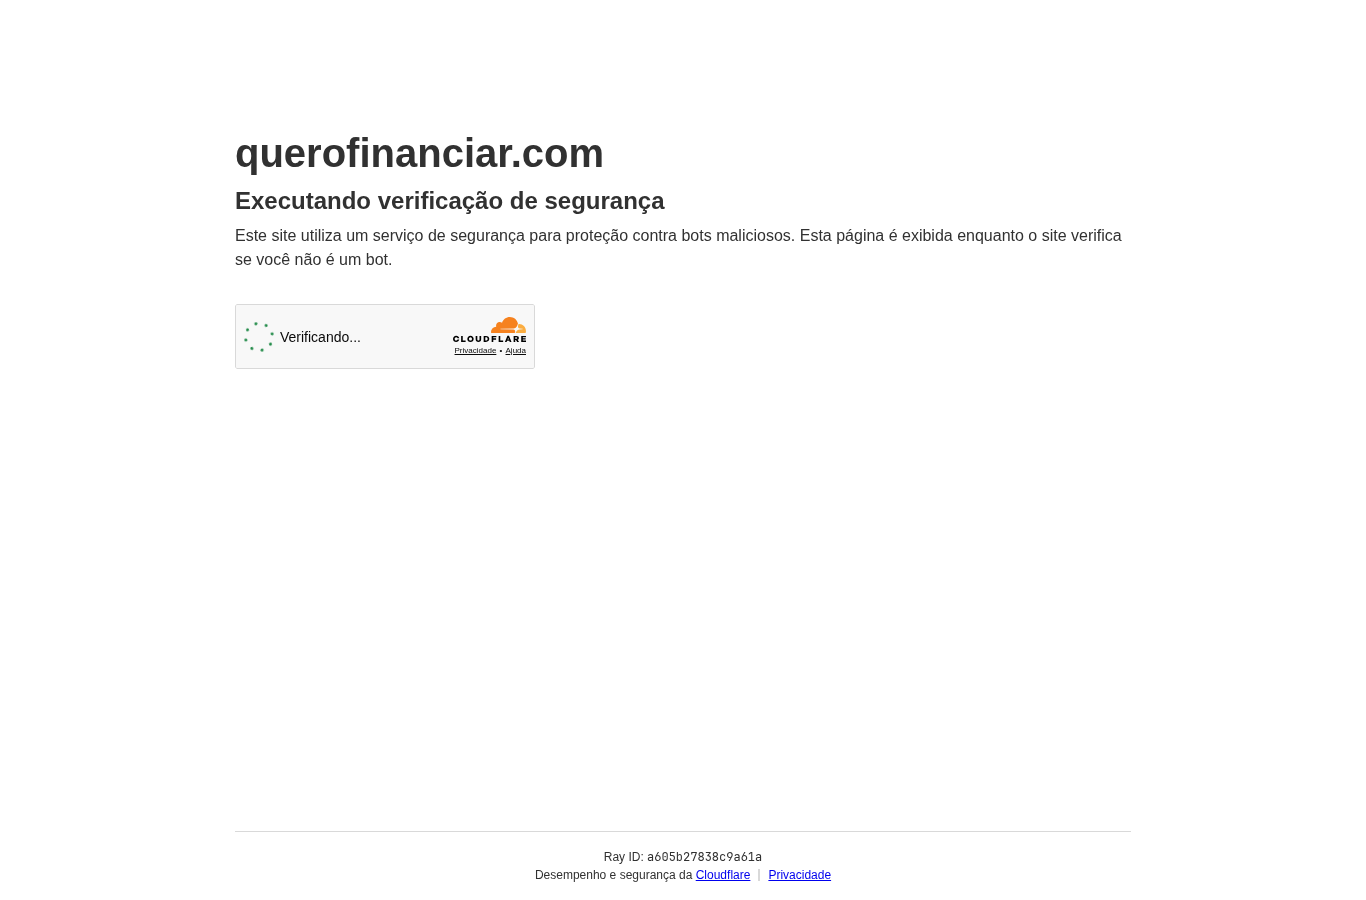 querofinanciar.com
Executando verificação de segurança
Este site utiliza um serviço de segurança para proteção contra bots maliciosos. Esta página é exibida enquanto o site verifica
se você não é um bot.
Verificando...
CLOUDFLARE
Privacidade • Ajuda
Ray ID: a605b27838c9a61a
Desempenho e segurança da Cloudflare | Privacidade